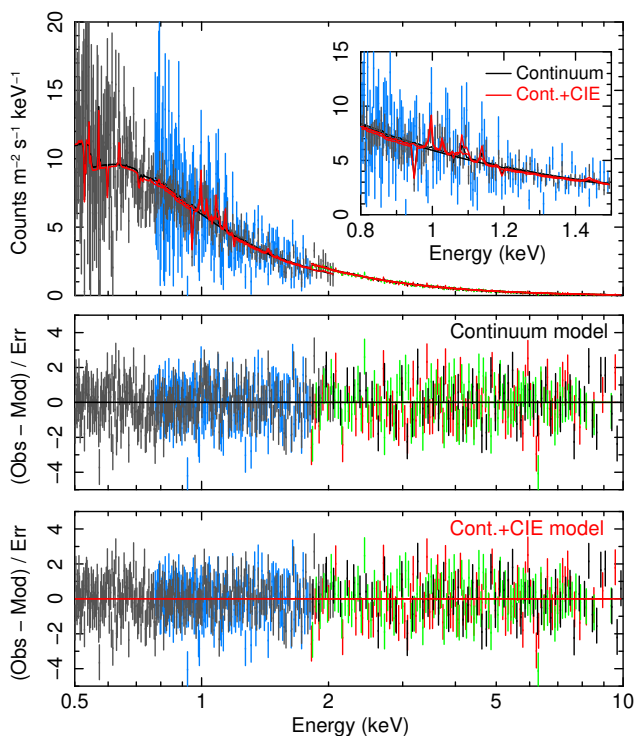 20
15
10
5
0
Counts m⁻² s⁻¹ keV⁻¹
15
10
5
0
Continuum
Cont.+CIE
0.8 1 1.2 1.4
Energy (keV)
Continuum model
4
2
0
−2
−4
(Obs − Mod) / Err
Cont.+CIE model
4
2
0
−2
−4
(Obs − Mod) / Err
0.5 1 2 5 10
Energy (keV)